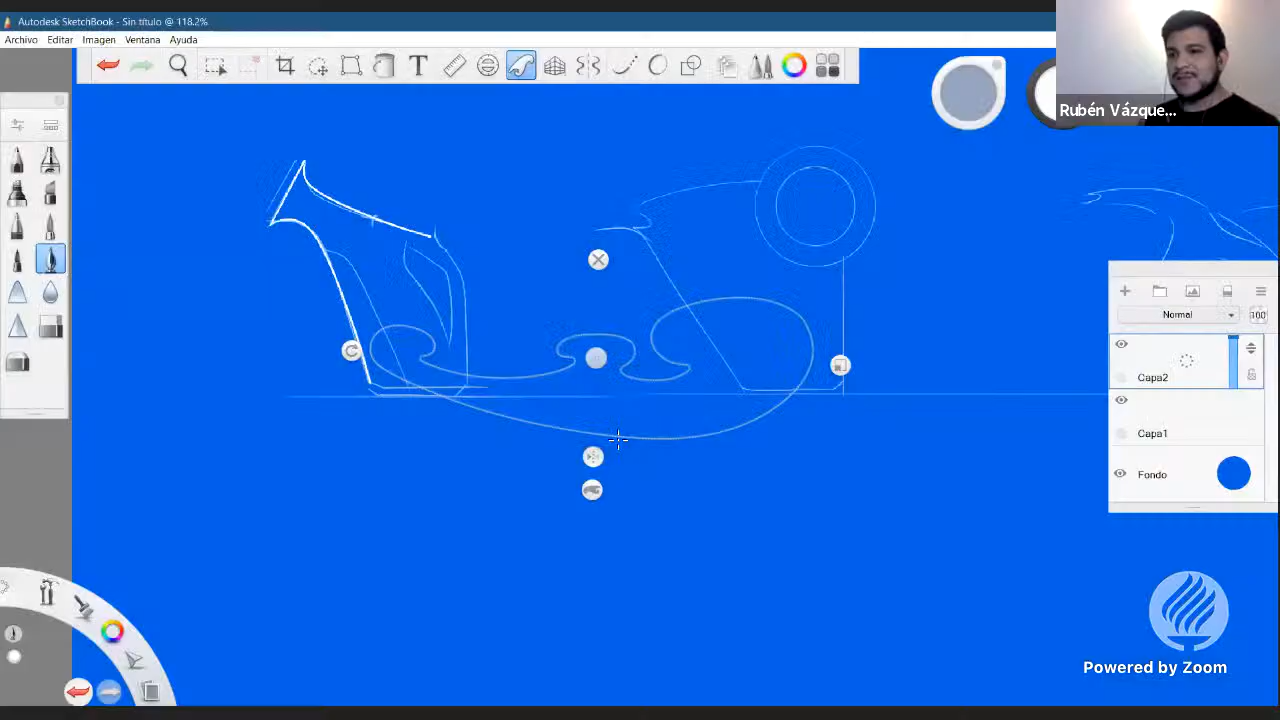 Autodesk SketchBook - Sin título @ 118.2%
Archivo Editar Imagen Ventana Ayuda
T
Rubén Vázque...
Normal
100
Capa2
Capa1
Fondo
Powered by Zoom